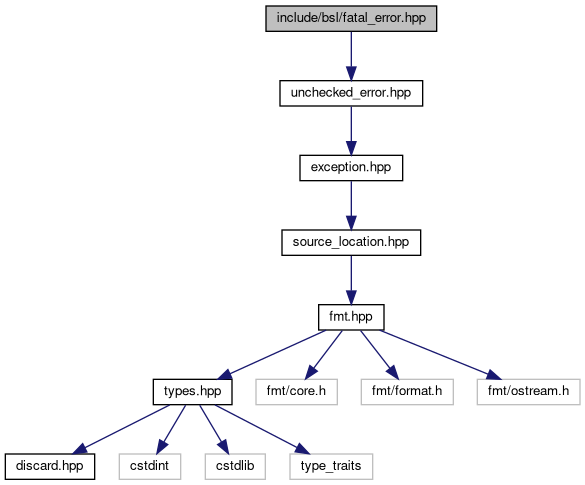 include/bsl/fatal_error.hpp
unchecked_error.hpp
exception.hpp
source_location.hpp
fmt.hpp
types.hpp
fmt/core.h
fmt/format.h
fmt/ostream.h
discard.hpp
cstdint
cstdlib
type_traits